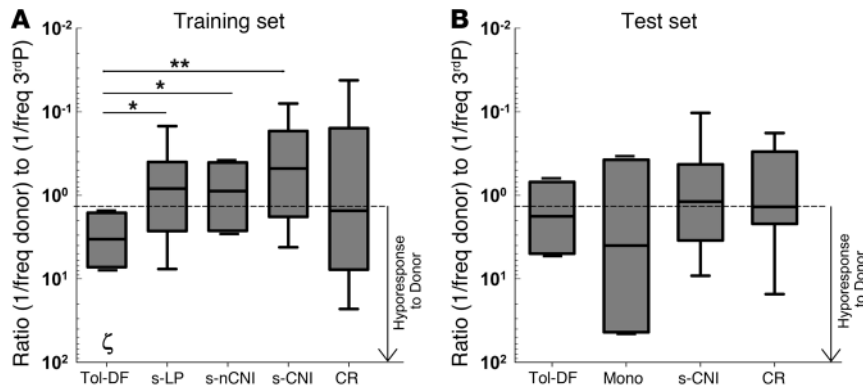 A Training set
Ratio (1/freq donor) to (1/freq 3rdP)
10-2
10-1
100
101
102
**
*
*
ζ
Hyporesponse
to Donor
Tol-DF s-LP s-nCNI s-CNI CR
B Test set
Ratio (1/freq donor) to (1/freq 3rdP)
10-2
10-1
100
101
102
Hyporesponse
to Donor
Tol-DF Mono s-CNI CR